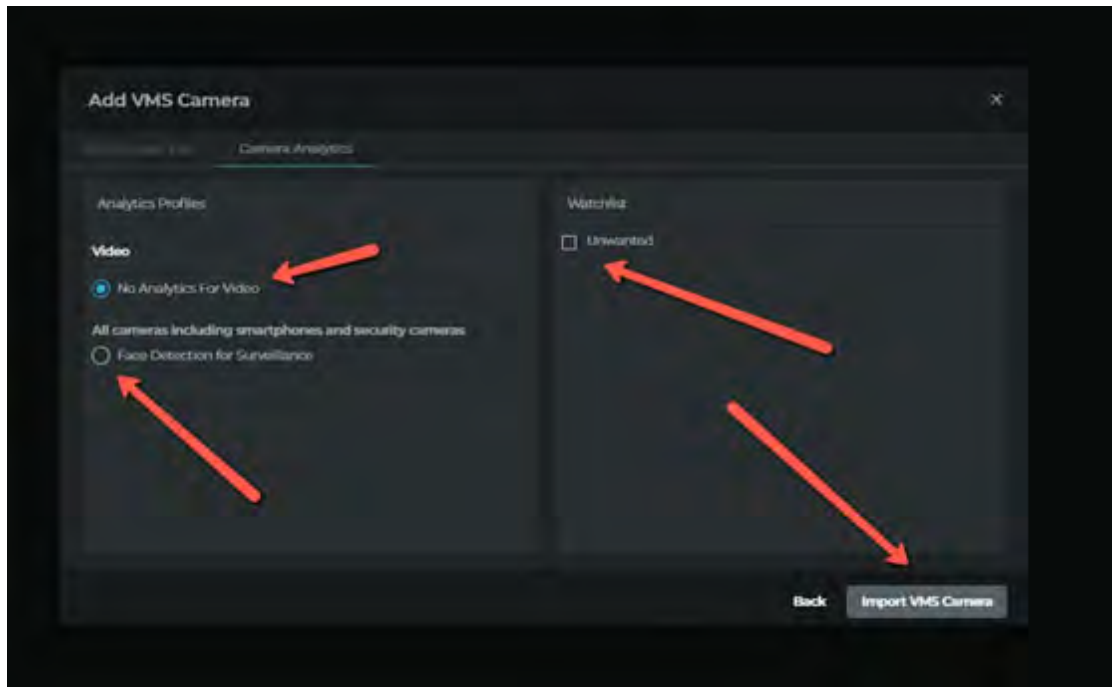 Add VMS Camera
Camera Analytics
Analytics Profiles
Watchlist
Video
Unwanted
No Analytics For Video
All cameras including smartphones and security cameras
Face Detection for Surveillance
Back
Import VMS Camera